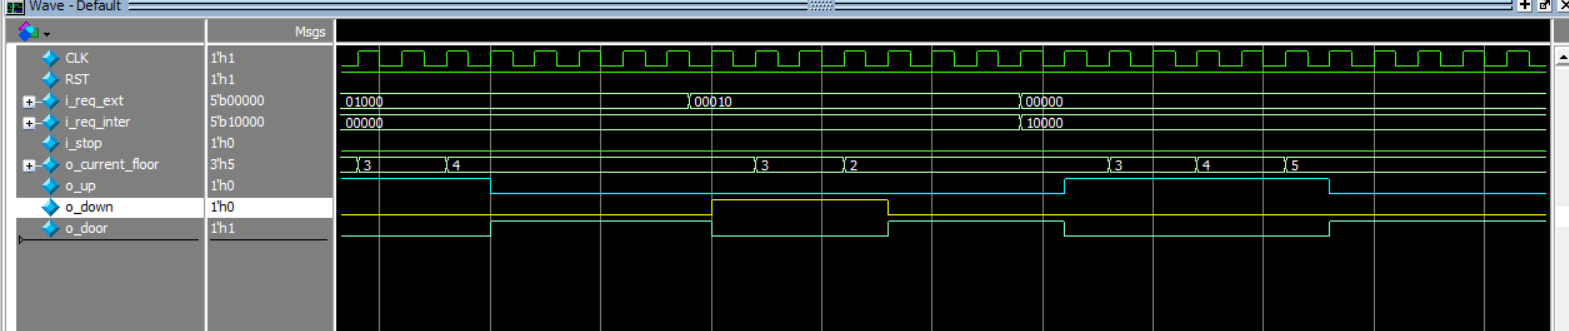 Wave - Default
Msgs
CLK 1'h1
RST 1'h1
i_req_ext 5'b00000 01000 00010 00000
i_req_inter 5'b10000 00000 10000
i_stop 1'h0
o_current_floor 3'h5 3 4 3 2 3 4 5
o_up 1'h0
o_down 1'h0
o_door 1'h1